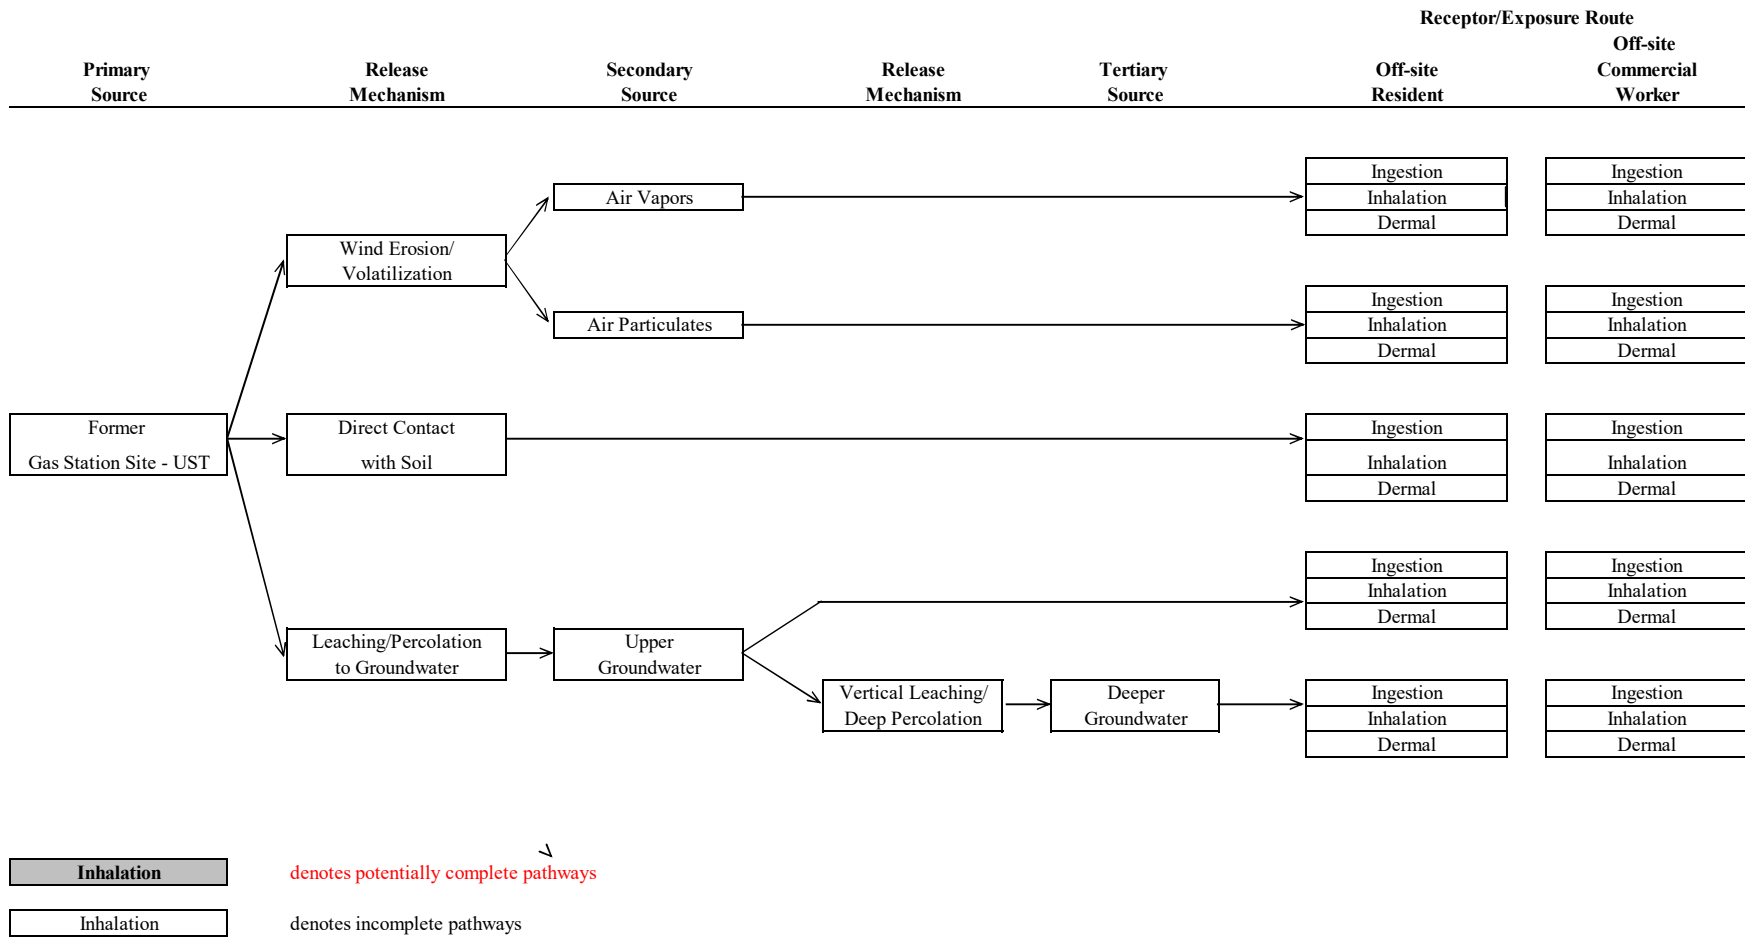 Receptor/Exposure Route
Off-site
Primary Release Secondary Release Tertiary Off-site Commercial
Source Mechanism Source Mechanism Source Resident Worker
Ingestion Ingestion
Air Vapors Inhalation Inhalation
Dermal Dermal
Wind Erosion/
Volatilization
Ingestion Ingestion
Air Particulates Inhalation Inhalation
Dermal Dermal
Former Direct Contact Ingestion Ingestion
Gas Station Site - UST with Soil Inhalation Inhalation
Dermal Dermal
Ingestion Ingestion
Inhalation Inhalation
Dermal Dermal
Leaching/Percolation Upper
to Groundwater Groundwater
Vertical Leaching/ Deeper Ingestion Ingestion
Deep Percolation Groundwater Inhalation Inhalation
Dermal Dermal
Inhalation denotes potentially complete pathways
Inhalation denotes incomplete pathways